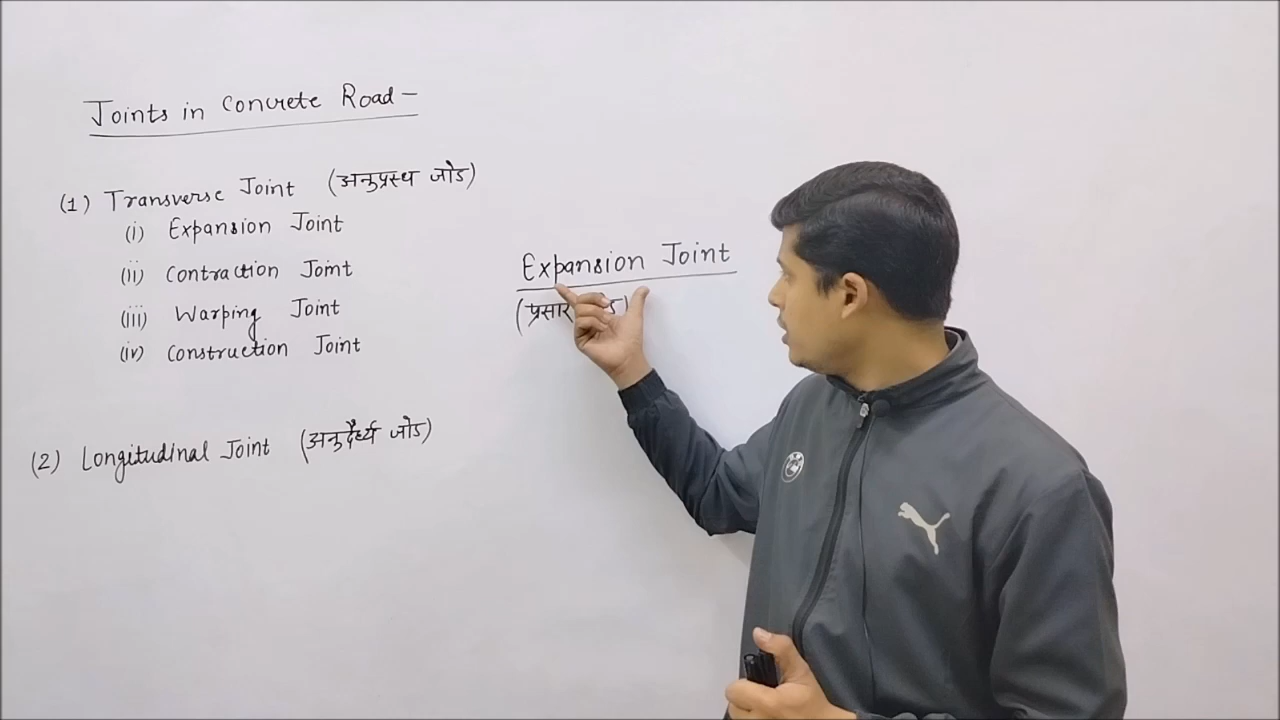 Joints in Concrete Road -
(1) Transverse Joint (अनुप्रस्थ जोड)
(i) Expansion Joint
(ii) Contraction Joint
(iii) Warping Joint
(iv) Construction Joint
(2) Longitudinal Joint (अनुदैर्ध्य जोड)
Expansion Joint